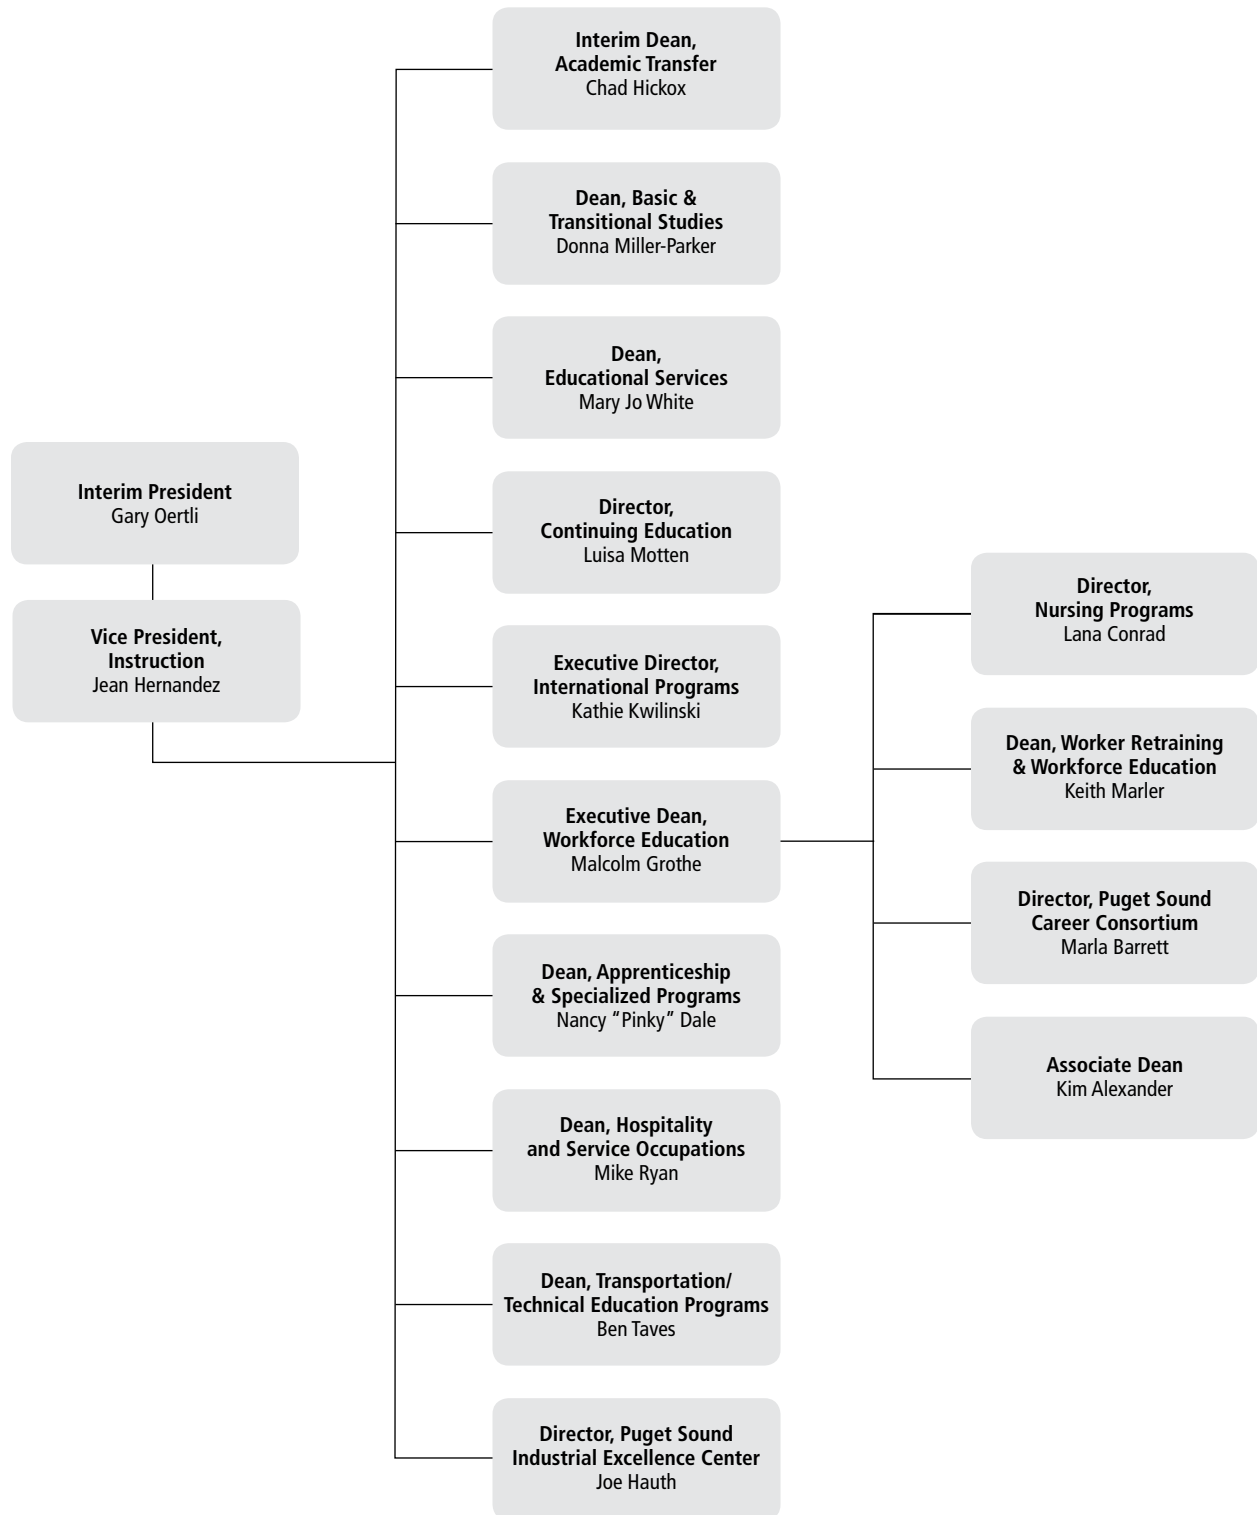 Interim President
Gary Oertli
Vice President,
Instruction
Jean Hernandez
Interim Dean,
Academic Transfer
Chad Hickox
Dean, Basic &
Transitional Studies
Donna Miller-Parker
Dean,
Educational Services
Mary Jo White
Director,
Continuing Education
Luisa Motten
Executive Director,
International Programs
Kathie Kwilinski
Executive Dean,
Workforce Education
Malcolm Grothe
Dean, Apprenticeship
& Specialized Programs
Nancy “Pinky” Dale
Dean, Hospitality
and Service Occupations
Mike Ryan
Dean, Transportation/
Technical Education Programs
Ben Taves
Director, Puget Sound
Industrial Excellence Center
Joe Hauth
Director,
Nursing Programs
Lana Conrad
Dean, Worker Retraining
& Workforce Education
Keith Marler
Director, Puget Sound
Career Consortium
Marla Barrett
Associate Dean
Kim Alexander